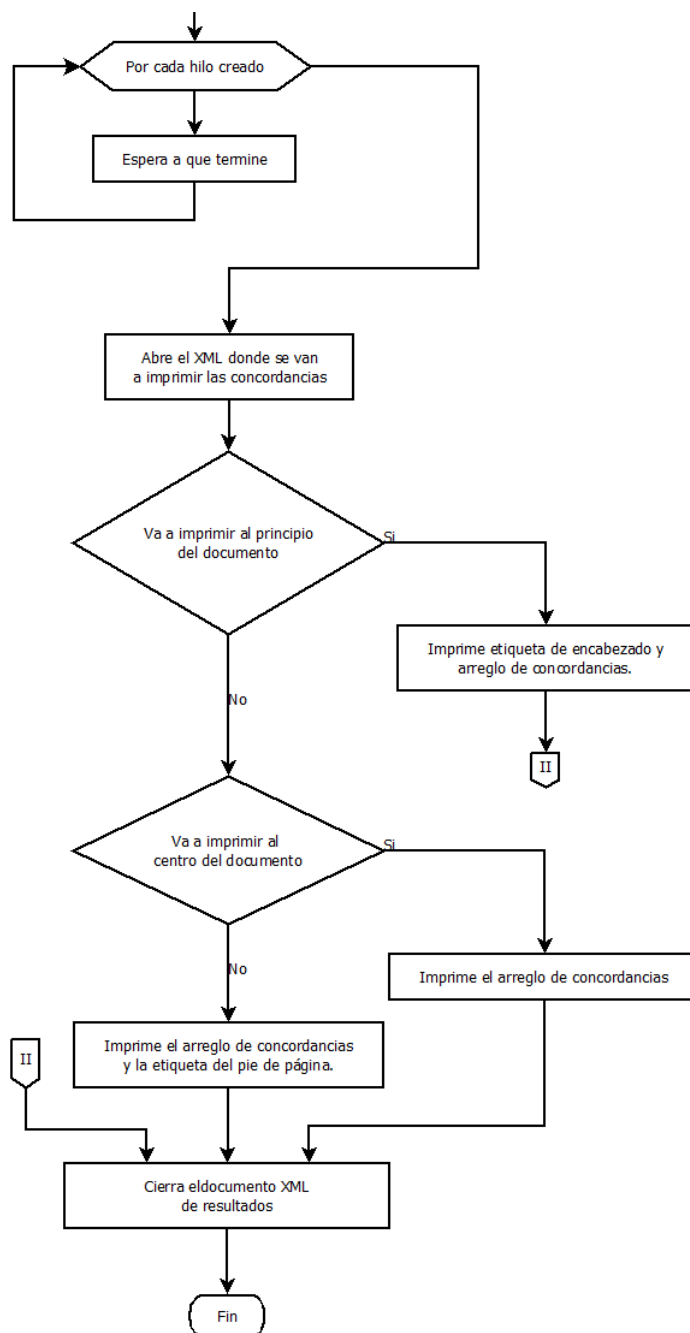 Por cada hilo creado
Espera a que termine
Abre el XML donde se van
a imprimir las concordancias
Va a imprimir al principio
del documento
Si
Imprime etiqueta de encabezado y
arreglo de concordancias.
No
II
Va a imprimir al
centro del documento
Si
No
Imprime el arreglo de concordancias
Imprime el arreglo de concordancias
y la etiqueta del pie de página.
II
Cierra eldocumento XML
de resultados
Fin